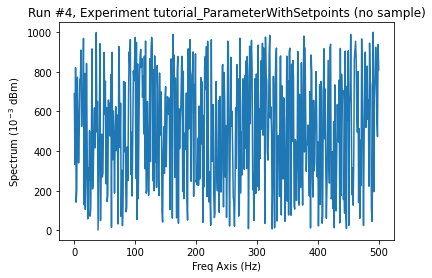 Run #4, Experiment tutorial_ParameterWithSetpoints (no sample)
1000
800
600
400
200
0
Spectrum (10⁻³ dBm)
0 100 200 300 400 500
Freq Axis (Hz)